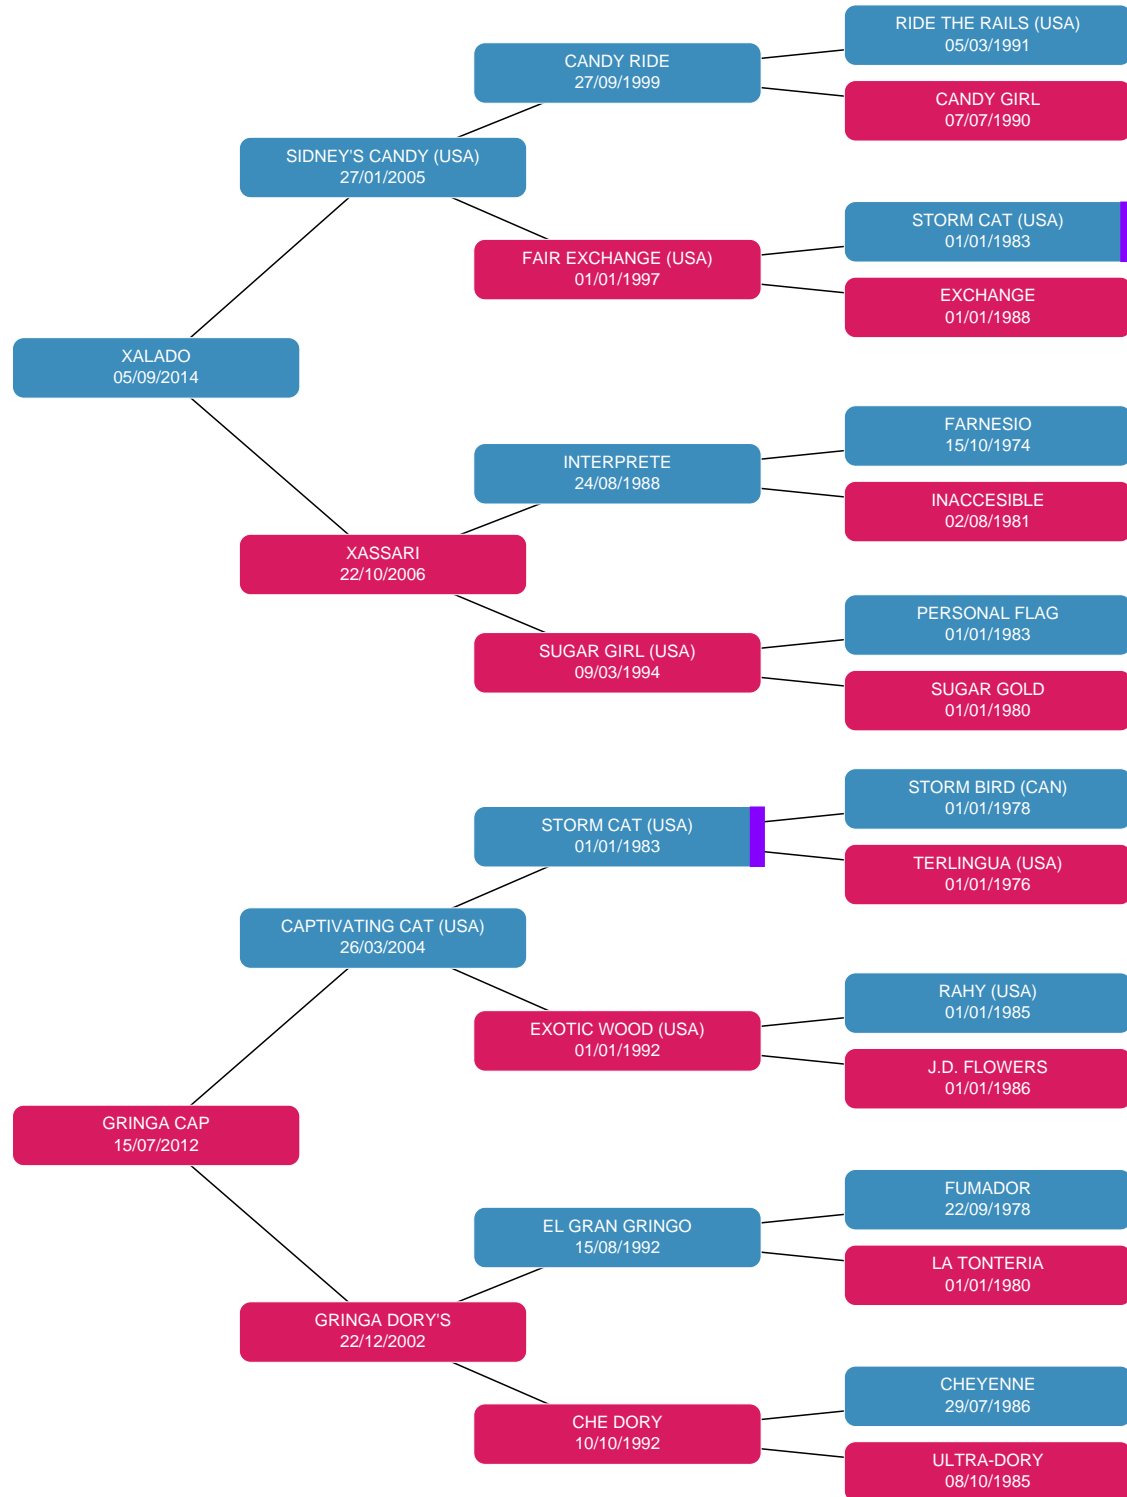 RIDE THE RAILS (USA)
05/03/1991
CANDY RIDE
27/09/1999
CANDY GIRL
07/07/1990
SIDNEY'S CANDY (USA)
27/01/2005
STORM CAT (USA)
01/01/1983
FAIR EXCHANGE (USA)
01/01/1997
EXCHANGE
01/01/1988
XALADO
05/09/2014
FARNESIO
15/10/1974
INTERPRETE
24/08/1988
INACCESIBLE
02/08/1981
XASSARI
22/10/2006
PERSONAL FLAG
01/01/1983
SUGAR GIRL (USA)
09/03/1994
SUGAR GOLD
01/01/1980
STORM BIRD (CAN)
01/01/1978
STORM CAT (USA)
01/01/1983
TERLINGUA (USA)
01/01/1976
CAPTIVATING CAT (USA)
26/03/2004
RAHY (USA)
01/01/1985
EXOTIC WOOD (USA)
01/01/1992
J.D. FLOWERS
01/01/1986
GRINGA CAP
15/07/2012
FUMADOR
22/09/1978
EL GRAN GRINGO
15/08/1992
LA TONTERIA
01/01/1980
GRINGA DORY'S
22/12/2002
CHEYENNE
29/07/1986
CHE DORY
10/10/1992
ULTRA-DORY
08/10/1985